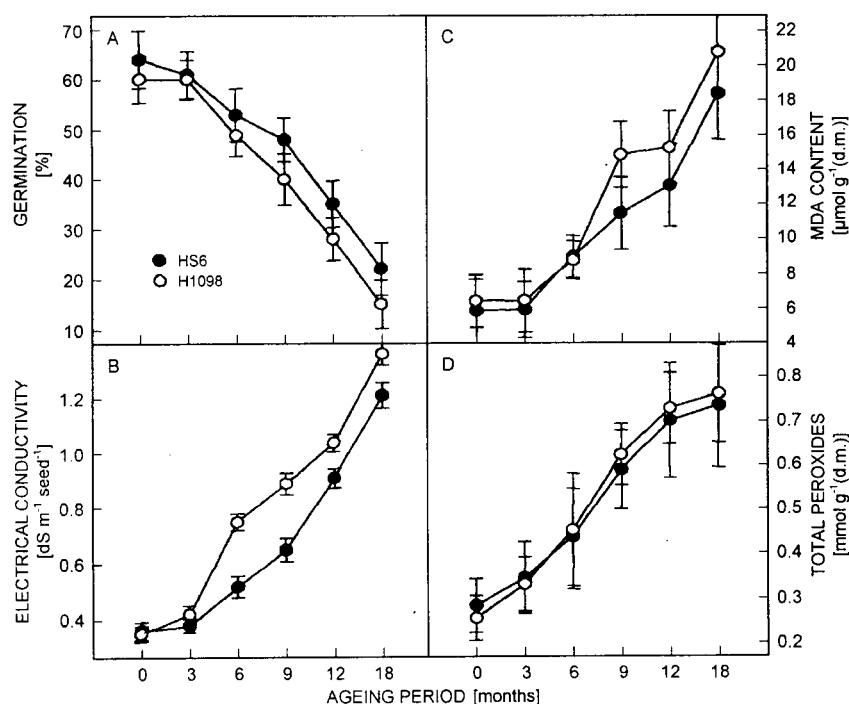 A
GERMINATION
[%]
70
60
50
40
30
20
10
HS6
H1098
C
22
20
18
16
14
12
10
8
6
4
MDA CONTENT
[µmol g⁻¹(d.m.)]
B
ELECTRICAL CONDUCTIVITY
[dS m⁻¹ seed⁻¹]
1.2
1.0
0.8
0.6
0.4
D
0.8
0.7
0.6
0.5
0.4
0.3
0.2
TOTAL PEROXIDES
[mmol g⁻¹(d.m.)]
0 3 6 9 12 18
0 3 6 9 12 18
AGEING PERIOD [months]